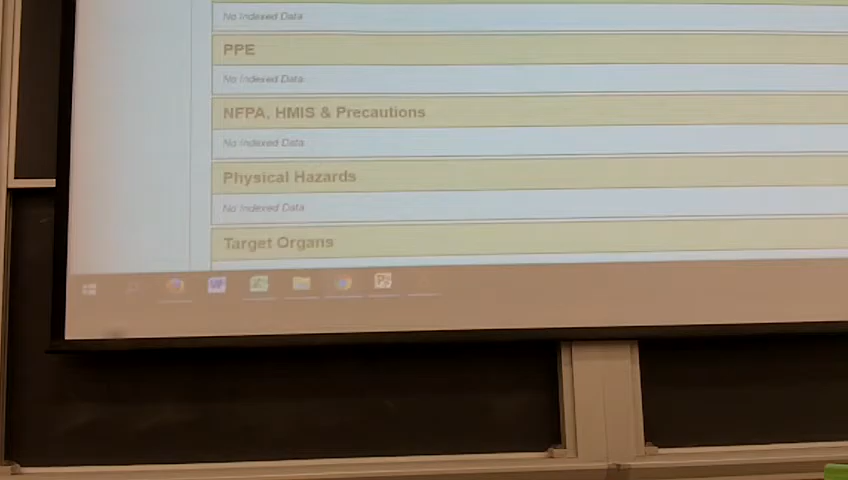 No Indexed Data
PPE
No Indexed Data
NFPA, HMIS & Precautions
No Indexed Data
Physical Hazards
No Indexed Data
Target Organs